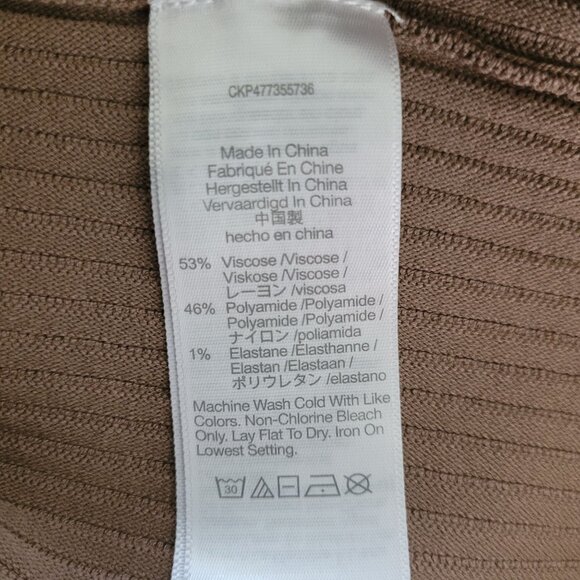 CKP477355736
Made In China
Fabriqué En Chine
Hergestellt In China
Vervaardigd In China
中国製
hecho en china
53% Viscose /Viscose /
Viskose /Viscose /
レーヨン /viscosa
46% Polyamide /Polyamide /
Polyamide /Polyamide /
ナイロン /poliamida
1% Elastane /Élasthanne /
Elastan /Elastaan /
ポリウレタン /elastano
Machine Wash Cold With Like
Colors. Non-Chlorine Bleach
Only. Lay Flat To Dry. Iron On
Lowest Setting.
30